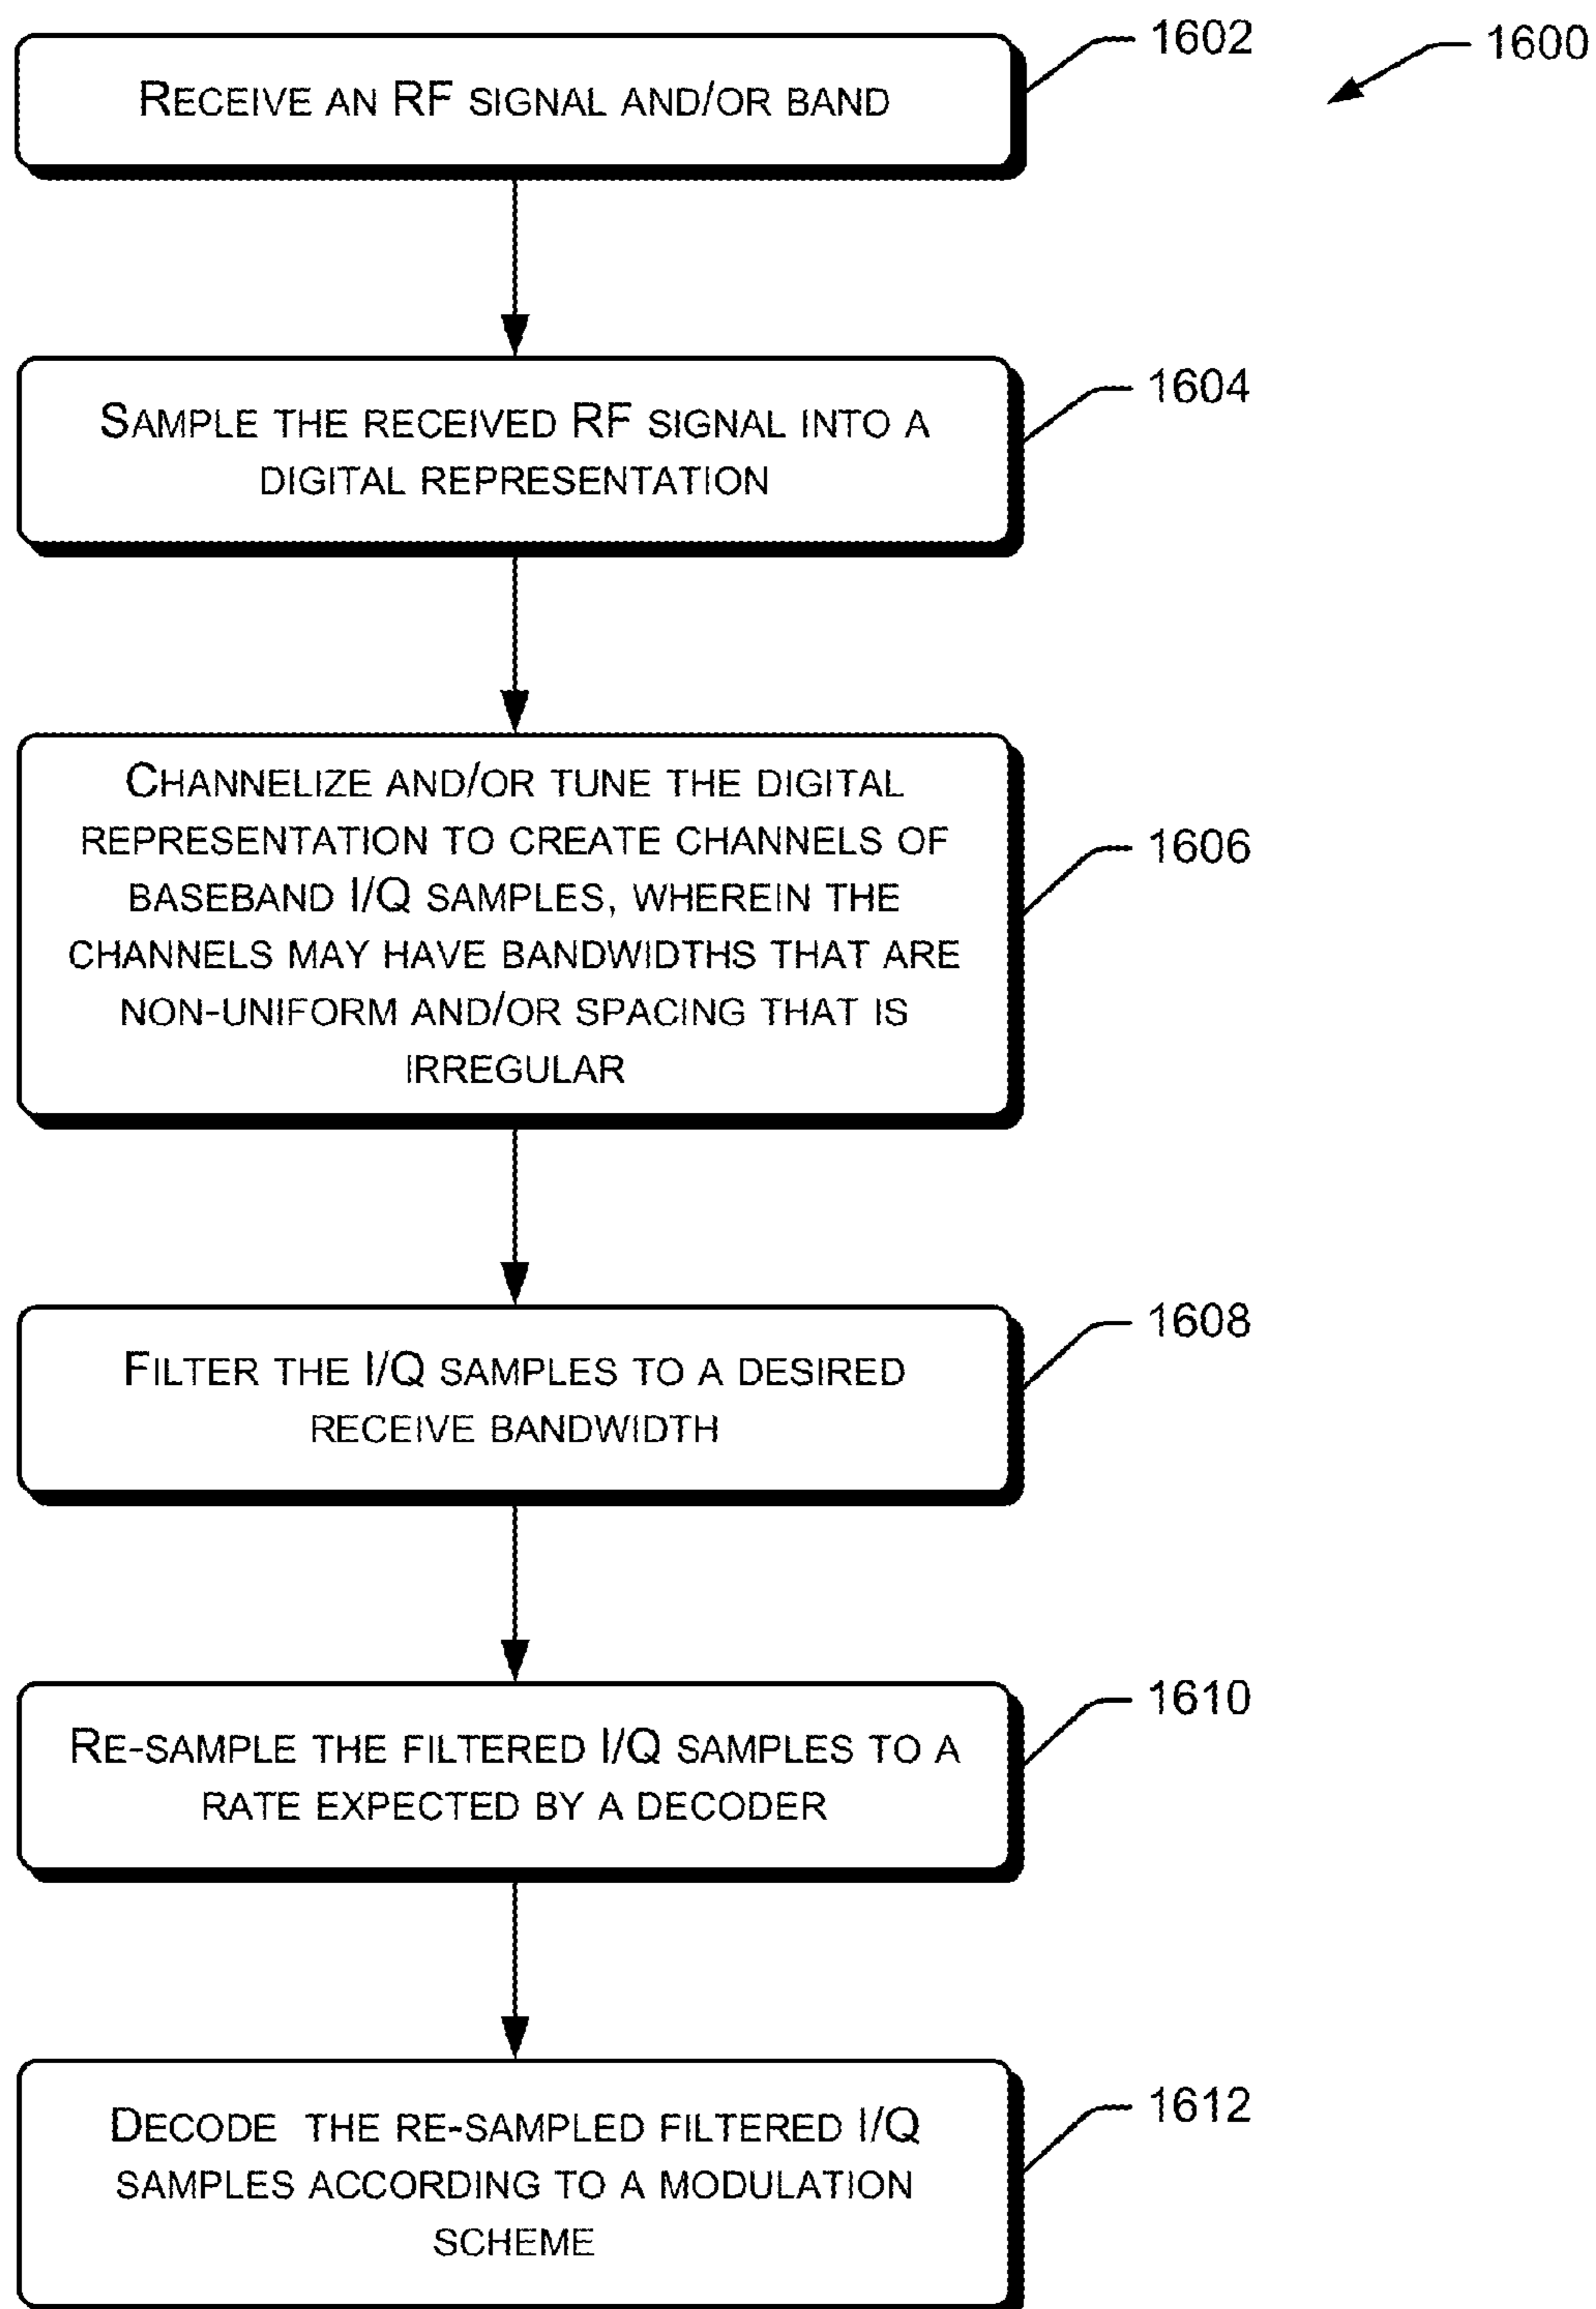 1602
1600
RECEIVE AN RF SIGNAL AND/OR BAND
1604
SAMPLE THE RECEIVED RF SIGNAL INTO A
DIGITAL REPRESENTATION
CHANNELIZE AND/OR TUNE THE DIGITAL
REPRESENTATION TO CREATE CHANNELS OF
1606
BASEBAND I/Q SAMPLES, WHEREIN THE
CHANNELS MAY HAVE BANDWIDTHS THAT ARE
NON-UNIFORM AND/OR SPACING THAT IS
IRREGULAR
1608
FILTER THE I/Q SAMPLES TO A DESIRED
RECEIVE BANDWIDTH
1610
RE-SAMPLE THE FILTERED I/Q SAMPLES TO A
RATE EXPECTED BY A DECODER
1612
DECODE THE RE-SAMPLED FILTERED I/Q
SAMPLES ACCORDING TO A MODULATION
SCHEME